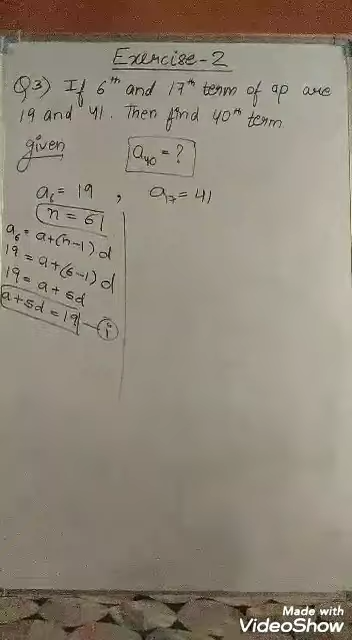 Exercise-2
Q3) If 6th and 17th term of ap are
19 and 41. Then find 40th term
given
a40 = ?
a6 = 19 , a17 = 41
n = 6
a6 = a+(n-1)d
19 = a+(6-1)d
19 = a+5d
a+5d = 19 - i
Made with
VideoShow